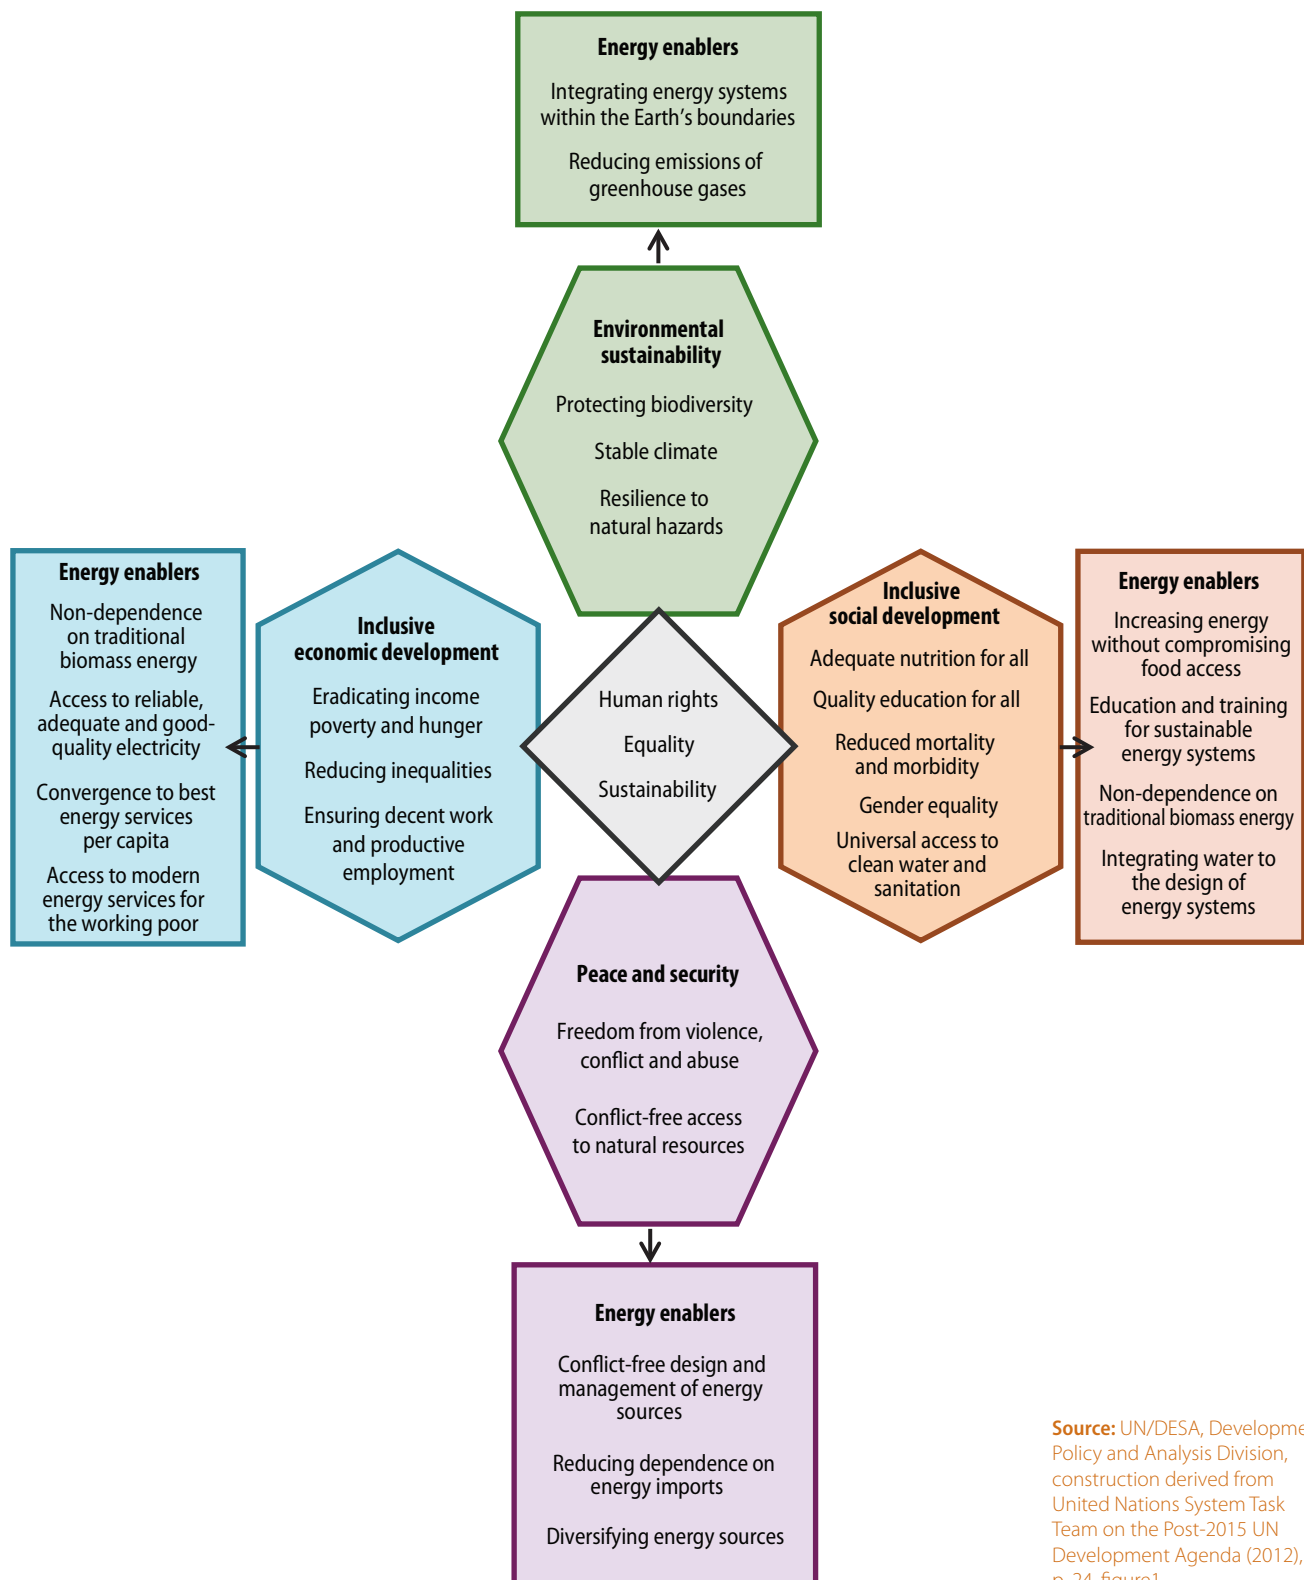 Energy enablers
Integrating energy systems
within the Earth's boundaries
Reducing emissions of
greenhouse gases
Environmental
sustainability
Protecting biodiversity
Stable climate
Resilience to
natural hazards
Energy enablers
Non-dependence
on traditional
biomass energy
Access to reliable,
adequate and good-
quality electricity
Convergence to best
energy services
per capita
Access to modern
energy services for
the working poor
Inclusive
economic development
Eradicating income
poverty and hunger
Reducing inequalities
Ensuring decent work
and productive
employment
Human rights
Equality
Sustainability
Inclusive
social development
Adequate nutrition for all
Quality education for all
Reduced mortality
and morbidity
Gender equality
Universal access to
clean water and
sanitation
Energy enablers
Increasing energy
without compromising
food access
Education and training
for sustainable
energy systems
Non-dependence on
traditional biomass energy
Integrating water to
the design of
energy systems
Peace and security
Freedom from violence,
conflict and abuse
Conflict-free access
to natural resources
Energy enablers
Conflict-free design and
management of energy
sources
Reducing dependence on
energy imports
Diversifying energy sources
Source: UN/DESA, Developme
Policy and Analysis Division,
construction derived from
United Nations System Task
Team on the Post-2015 UN
Development Agenda (2012),
p. 24, figure1